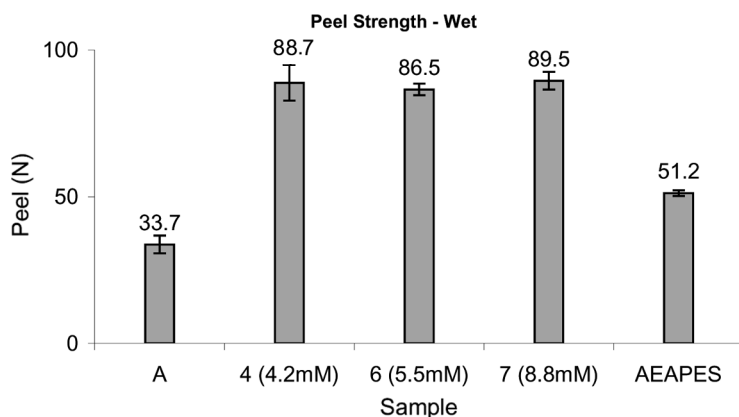 Peel Strength - Wet
100
88.7
86.5
89.5
51.2
50
33.7
0
Peel (N)
A
4 (4.2mM)
6 (5.5mM)
7 (8.8mM)
AEAPES
Sample